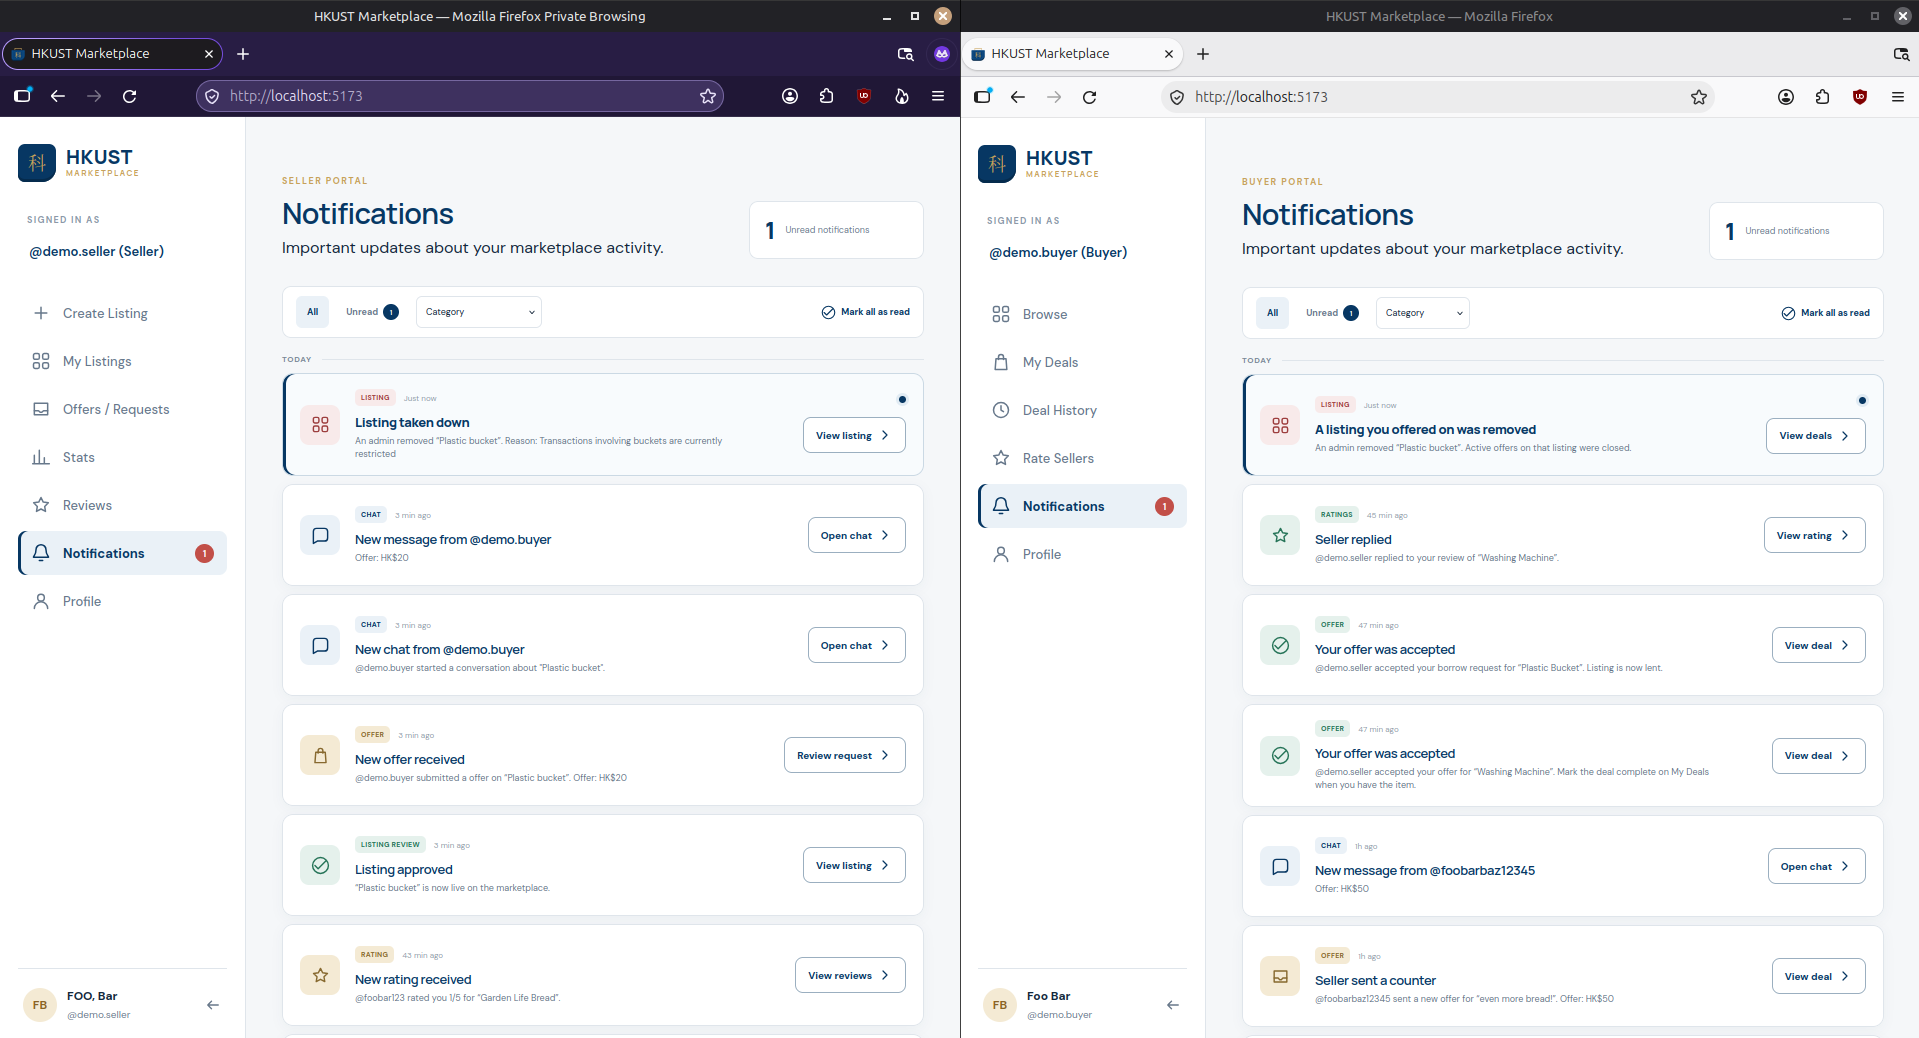 HKUST Marketplace — Mozilla Firefox Private Browsing
HKUST Marketplace
http://localhost:5173
科
HKUST
MARKETPLACE
SIGNED IN AS
@demo.seller (Seller)
Create Listing
My Listings
Offers / Requests
Stats
Reviews
Notifications
1
Profile
FB
FOO, Bar
@demo.seller
SELLER PORTAL
Notifications
Important updates about your marketplace activity.
1 Unread notifications
All Unread 1 Category Mark all as read
TODAY
LISTING Just now
Listing taken down
An admin removed "Plastic bucket". Reason: Transactions involving buckets are currently
restricted
View listing
CHAT 3 min ago
New message from @demo.buyer
Offer: HK$20
Open chat
CHAT 3 min ago
New chat from @demo.buyer
@demo.buyer started a conversation about "Plastic bucket".
Open chat
OFFER 3 min ago
New offer received
@demo.buyer submitted a offer on "Plastic bucket". Offer: HK$20
Review request
LISTING REVIEW 3 min ago
Listing approved
"Plastic bucket" is now live on the marketplace.
View listing
RATING 43 min ago
New rating received
@foobar123 rated you 1/5 for "Garden Life Bread".
View reviews
HKUST Marketplace — Mozilla Firefox
HKUST Marketplace
http://localhost:5173
科
HKUST
MARKETPLACE
SIGNED IN AS
@demo.buyer (Buyer)
Browse
My Deals
Deal History
Rate Sellers
Notifications
1
Profile
FB
Foo Bar
@demo.buyer
BUYER PORTAL
Notifications
Important updates about your marketplace activity.
1 Unread notifications
All Unread 1 Category Mark all as read
TODAY
LISTING Just now
A listing you offered on was removed
An admin removed "Plastic bucket". Active offers on that listing were closed.
View deals
RATINGS 45 min ago
Seller replied
@demo.seller replied to your review of "Washing Machine".
View rating
OFFER 47 min ago
Your offer was accepted
@demo.seller accepted your borrow request for "Plastic Bucket". Listing is now lent.
View deal
OFFER 47 min ago
Your offer was accepted
@demo.seller accepted your offer for "Washing Machine". Mark the deal complete on My Deals
when you have the item.
View deal
CHAT 1h ago
New message from @foobarbaz12345
Offer: HK$50
Open chat
OFFER 1h ago
Seller sent a counter
@foobarbaz12345 sent a new offer for "even more bread!". Offer: HK$50
View deal